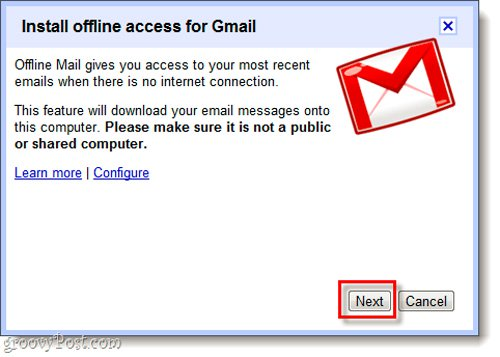 Install offline access for Gmail
Offline Mail gives you access to your most recent
emails when there is no internet connection.
This feature will download your email messages onto
this computer. Please make sure it is not a public
or shared computer.
Learn more | Configure
Next Cancel
groovyPost.com